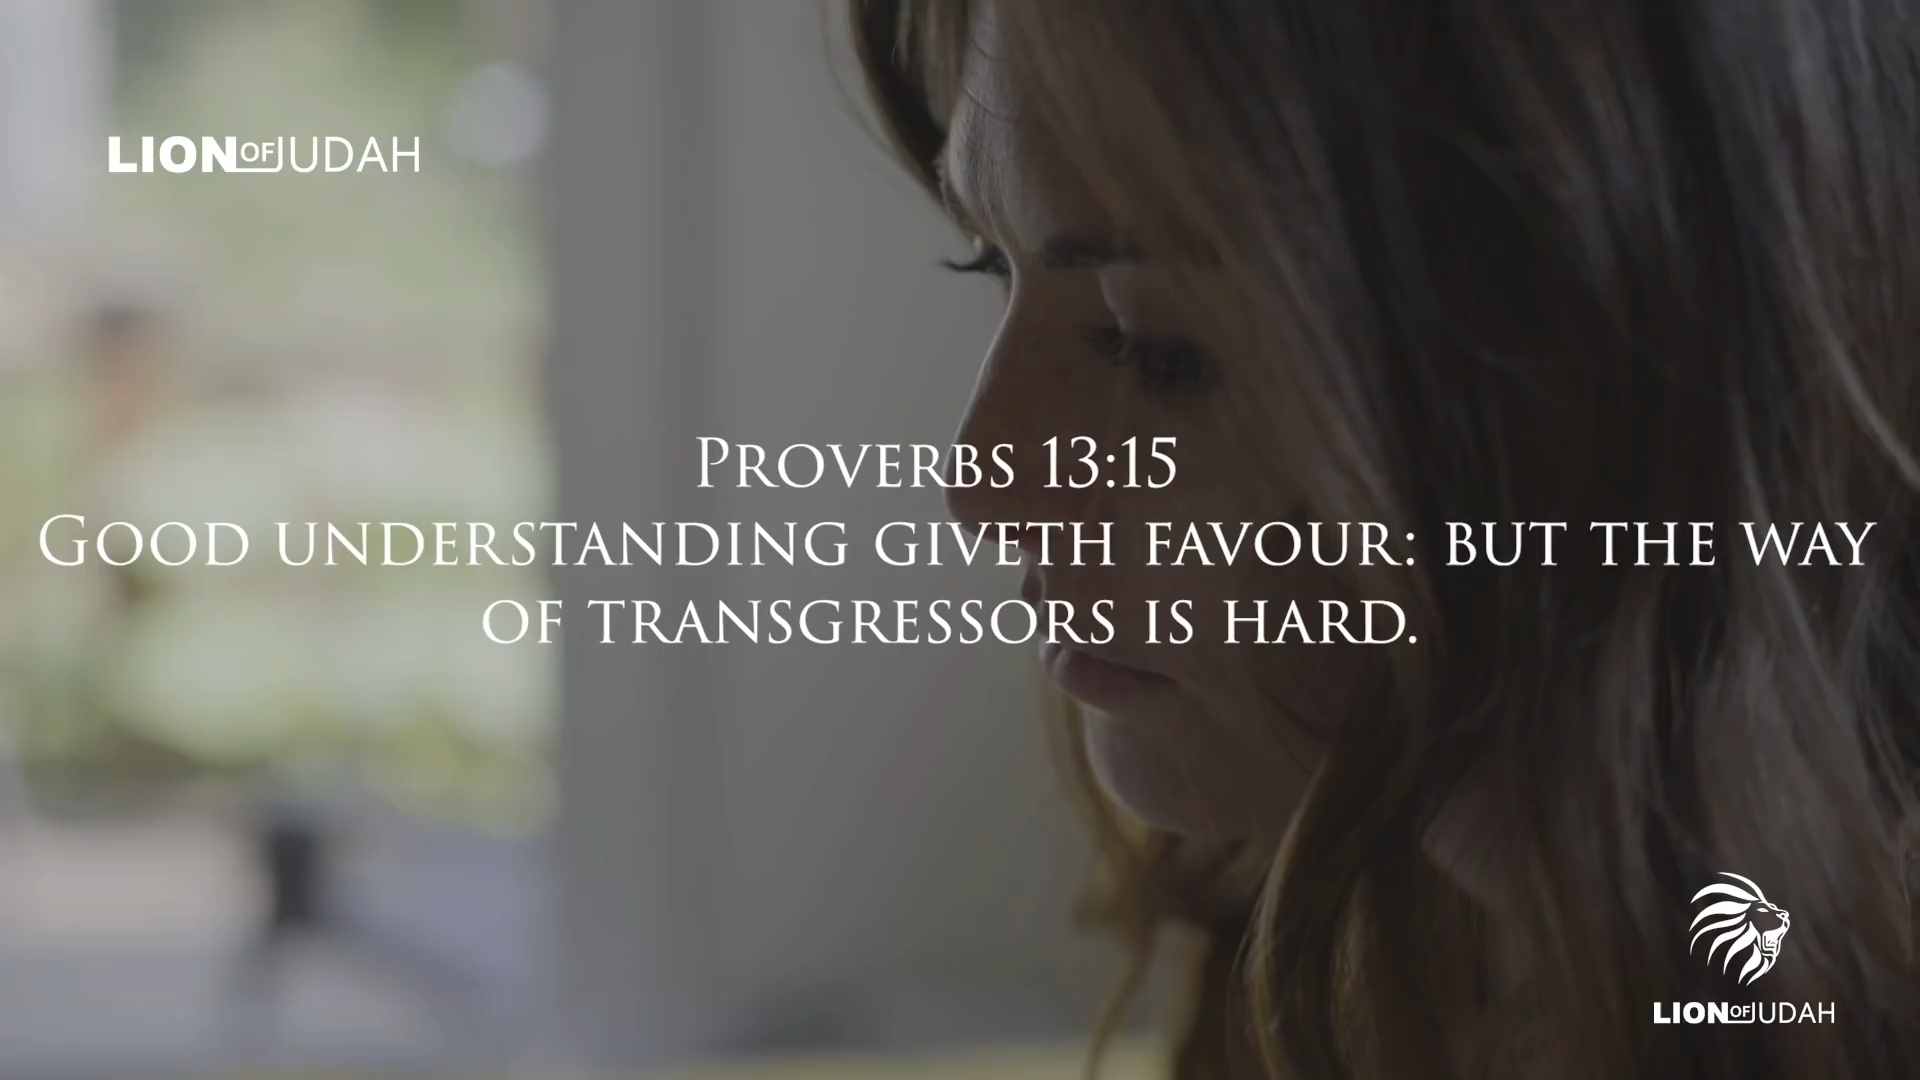 LION OF JUDAH
PROVERBS 13:15
GOOD UNDERSTANDING GIVETH FAVOUR: BUT THE WAY
OF TRANSGRESSORS IS HARD.
LION OF JUDAH